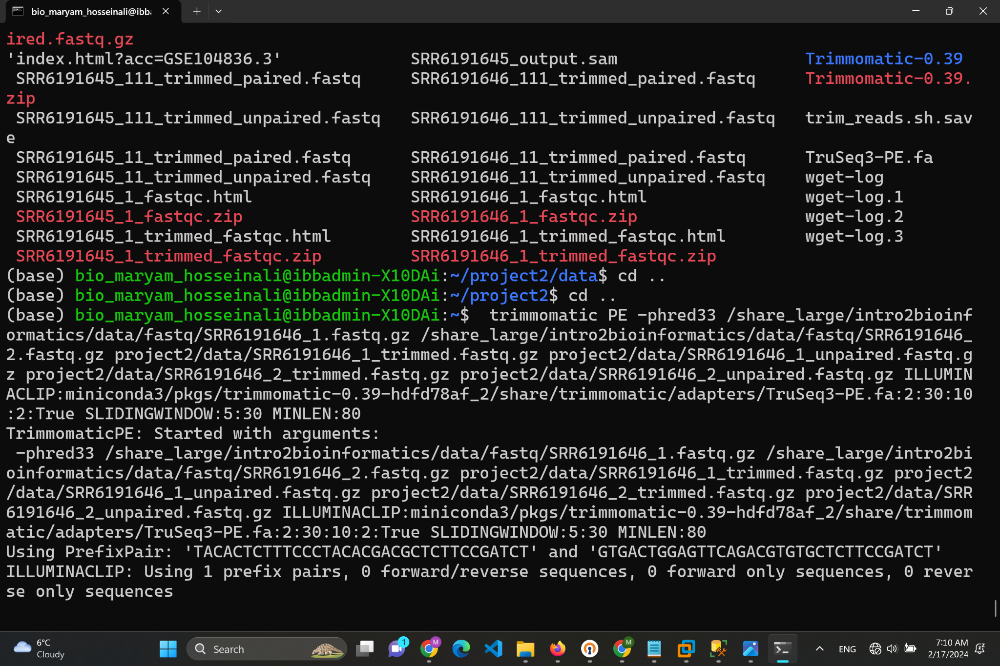 bio_maryam_hosseinali@ibb
ired.fastq.gz
'index.html?acc=GSE104836.3' SRR6191645_output.sam Trimmomatic-0.39
SRR6191645_111_trimmed_paired.fastq SRR6191646_111_trimmed_paired.fastq Trimmomatic-0.39.
zip
SRR6191645_111_trimmed_unpaired.fastq SRR6191646_111_trimmed_unpaired.fastq trim_reads.sh.sav
e
SRR6191645_11_trimmed_paired.fastq SRR6191646_11_trimmed_paired.fastq TruSeq3-PE.fa
SRR6191645_11_trimmed_unpaired.fastq SRR6191646_11_trimmed_unpaired.fastq wget-log
SRR6191645_1_fastqc.html SRR6191646_1_fastqc.html wget-log.1
SRR6191645_1_fastqc.zip SRR6191646_1_fastqc.zip wget-log.2
SRR6191645_1_trimmed_fastqc.html SRR6191646_1_trimmed_fastqc.html wget-log.3
SRR6191645_1_trimmed_fastqc.zip SRR6191646_1_trimmed_fastqc.zip
(base) bio_maryam_hosseinali@ibbadmin-X10DAi:~/project2/data$ cd ..
(base) bio_maryam_hosseinali@ibbadmin-X10DAi:~/project2$ cd ..
(base) bio_maryam_hosseinali@ibbadmin-X10DAi:~$ trimmomatic PE -phred33 /share_large/intro2bioinf
ormatics/data/fastq/SRR6191646_1.fastq.gz /share_large/intro2bioinformatics/data/fastq/SRR6191646_
2.fastq.gz project2/data/SRR6191646_1_trimmed.fastq.gz project2/data/SRR6191646_1_unpaired.fastq.g
z project2/data/SRR6191646_2_trimmed.fastq.gz project2/data/SRR6191646_2_unpaired.fastq.gz ILLUMIN
ACLIP:miniconda3/pkgs/trimmomatic-0.39-hdfd78af_2/share/trimmomatic/adapters/TruSeq3-PE.fa:2:30:10
:2:True SLIDINGWINDOW:5:30 MINLEN:80
TrimmomaticPE: Started with arguments:
-phred33 /share_large/intro2bioinformatics/data/fastq/SRR6191646_1.fastq.gz /share_large/intro2bi
oinformatics/data/fastq/SRR6191646_2.fastq.gz project2/data/SRR6191646_1_trimmed.fastq.gz project2
/data/SRR6191646_1_unpaired.fastq.gz project2/data/SRR6191646_2_trimmed.fastq.gz project2/data/SRR
6191646_2_unpaired.fastq.gz ILLUMINACLIP:miniconda3/pkgs/trimmomatic-0.39-hdfd78af_2/share/trimmom
atic/adapters/TruSeq3-PE.fa:2:30:10:2:True SLIDINGWINDOW:5:30 MINLEN:80
Using PrefixPair: 'TACACTCTTTCCCTACACGACGCTCTTCCGATCT' and 'GTGACTGGAGTTCAGACGTGTGCTCTTCCGATCT'
ILLUMINACLIP: Using 1 prefix pairs, 0 forward/reverse sequences, 0 forward only sequences, 0 rever
se only sequences
6°C
Cloudy
Search
1
M
M
ENG
7:10 AM
2/17/2024